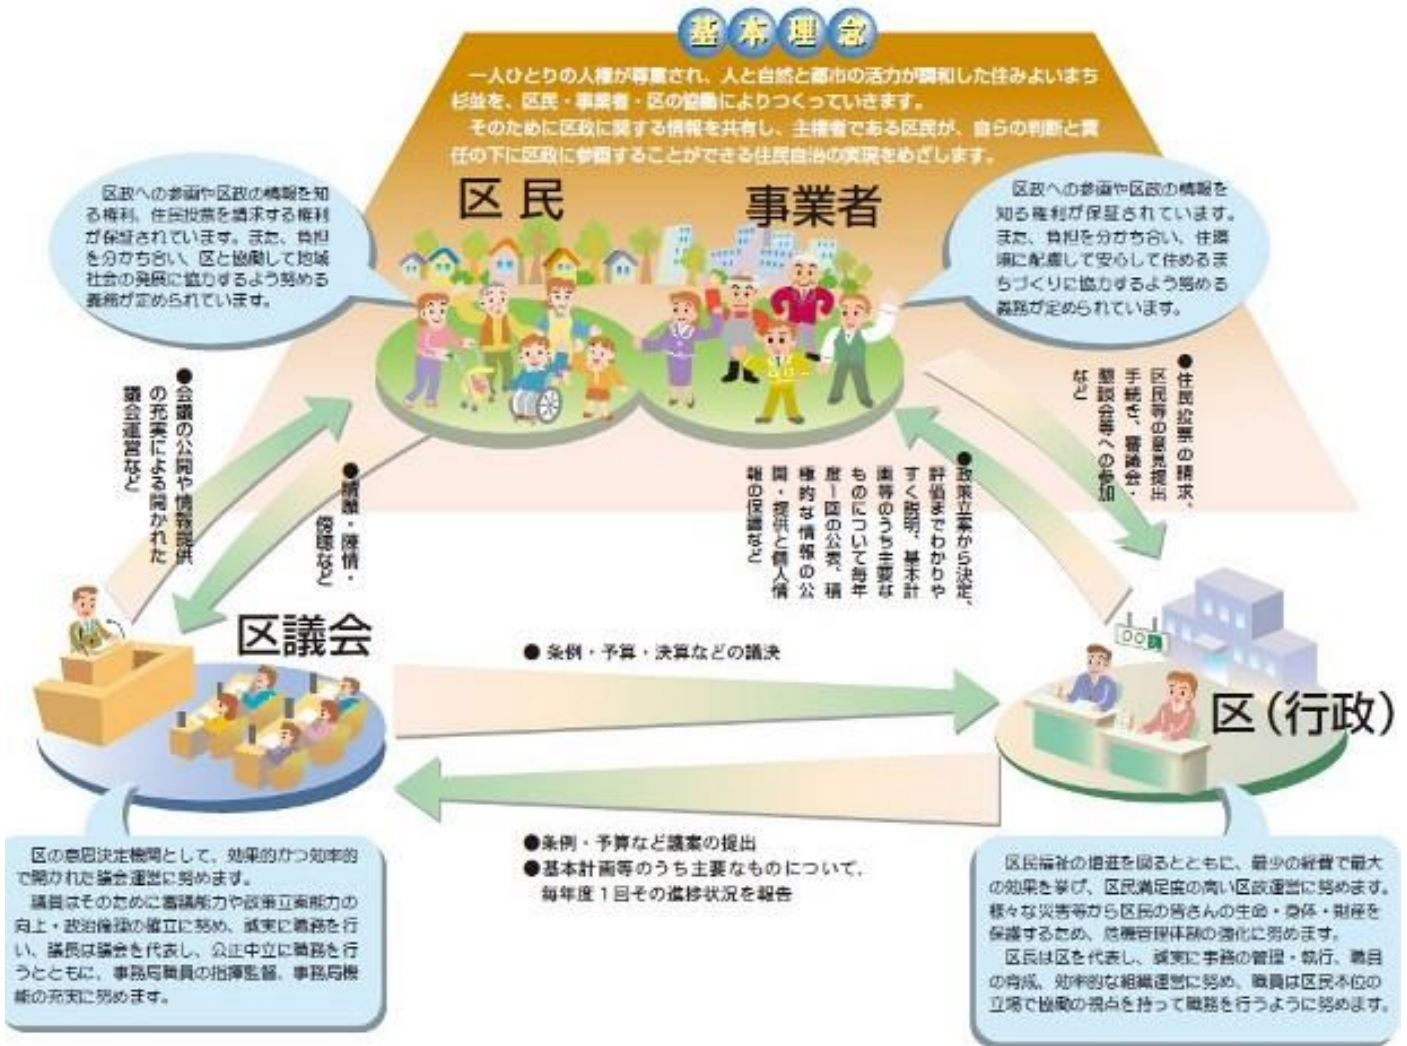 基本理念
一人ひとりの人権が尊重され、人と自然と都市の活力が調和した住みよいまち
杉並を、区民・事業者・区の協働によりつくっていきます。
そのために区政に関する情報を共有し、主権者である区民が、自らの判断と責
任の下に区政に参画することができる住民自治の実現をめざします。
区民
事業者
区政への参画や区政の情報を知
る権利、住民投票を請求する権利
が保証されています。また、負担
を分かち合い、区と協働して地域
社会の発展に協力するよう努める
義務が定められています。
区政への参画や区政の情報を
知る権利が保証されています。
また、負担を分かち合い、住環
境に配慮して安心して住めるま
ちづくりに協力するよう努める
義務が定められています。
●会議の公開や情報提供
の充実による開かれた
議会運営など
●請願・陳情・
傍聴など
●政策立案から決定、
評価までわかりや
すく説明、基本計
画等のうち主要な
ものについて毎年
度一回の公表、積
極的な情報の公
開・提供と個人情
報の保護など
●住民投票の請求、
区民等の意見提出
手続き、審議会・
懇談会等への参加
など
区議会
●条例・予算・決算などの議決
区(行政)
●条例・予算など議案の提出
●基本計画等のうち主要なものについて、
毎年度1回その進捗状況を報告
区の意思決定機関として、効果的かつ効率的
で開かれた議会運営に努めます。
議員はそのために審議能力や政策立案能力の
向上・政治倫理の確立に努め、誠実に職務を行
い、議長は議会を代表し、公正中立に職務を行
うとともに、事務局職員の指揮監督、事務局機
能の充実に努めます。
区民福祉の増進を図るとともに、最少の経費で最大
の効果を挙げ、区民満足度の高い区政運営に努めます。
様々な災害等から区民の皆さんの生命・身体・財産を
保護するため、危機管理体制の強化に努めます。
区長は区を代表し、誠実に事務の管理・執行、職員
の育成、効率的な組織運営に努め、職員は区民本位の
立場で協働の視点を持って職務を行うように努めます。